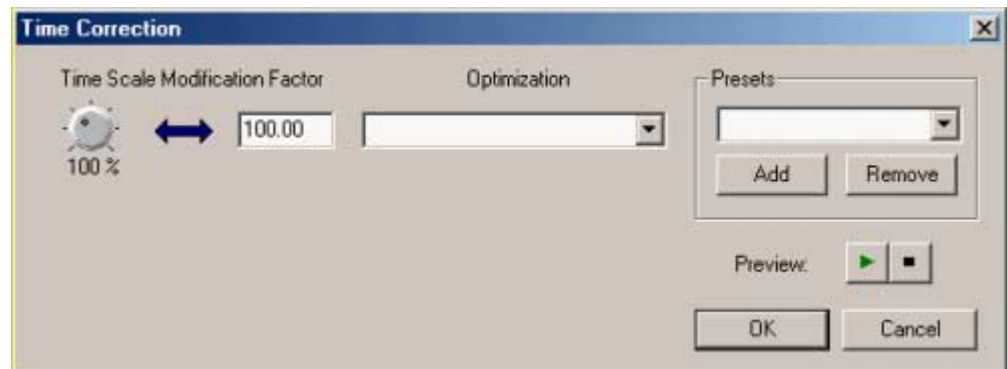 Time Correction
Time Scale Modification Factor
Optimization
Presets
100.00
100 %
Add
Remove
Preview:
OK
Cancel